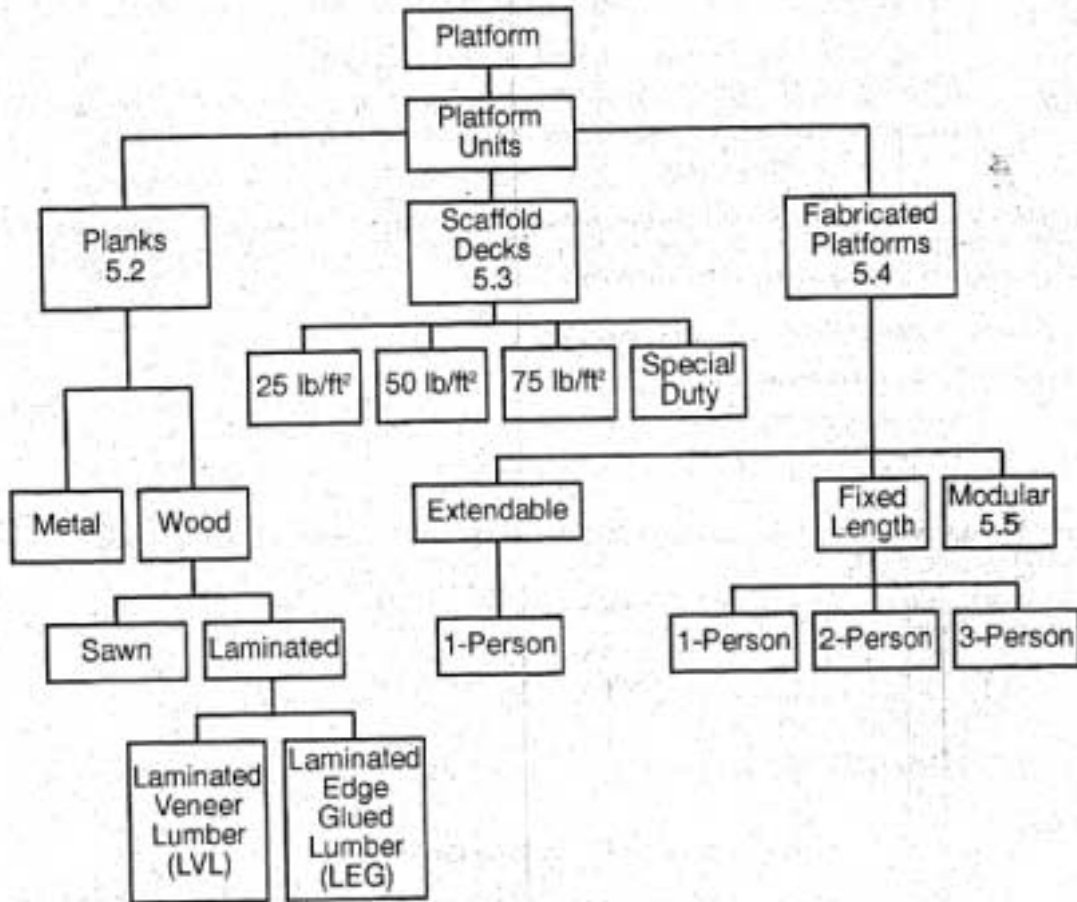 Platform
Platform
Units
Planks
5.2
Scaffold
Decks
5.3
Fabricated
Platforms
5.4
25 lb/ft²
50 lb/ft²
75 lb/ft²
Special
Duty
Metal
Wood
Extendable
Fixed
Length
Modular
5.5
Sawn
Laminated
1-Person
1-Person
2-Person
3-Person
Laminated
Veneer
Lumber
(LVL)
Laminated
Edge
Glued
Lumber
(LEG)